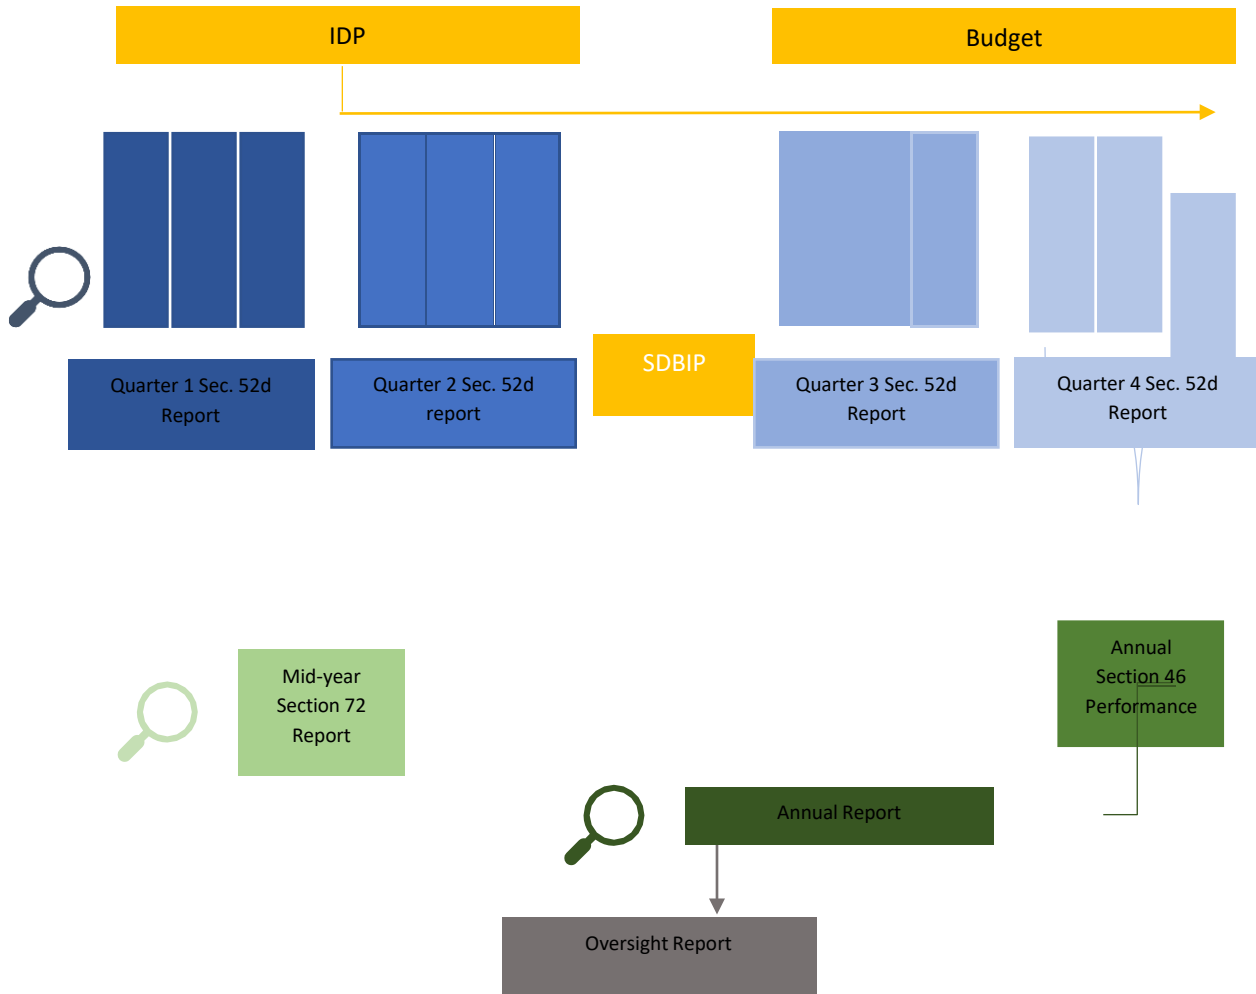 IDP
Budget
SDBIP
Quarter 1 Sec. 52d
Report
Quarter 2 Sec. 52d
report
Quarter 3 Sec. 52d
Report
Quarter 4 Sec. 52d
Report
Mid-year
Section 72
Report
Annual
Section 46
Performance
Annual Report
Oversight Report